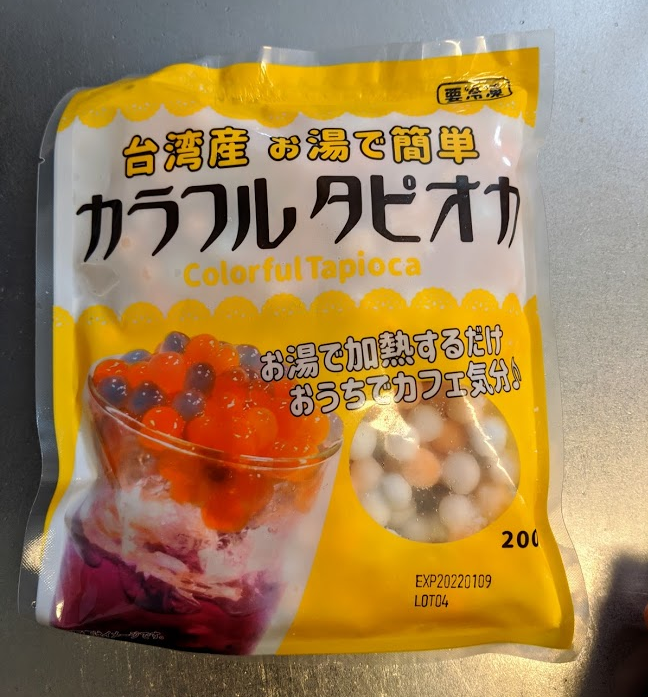 要冷凍
台湾産 お湯で簡単
カラフルタピオカ
Colorful Tapioca
お湯で加熱するだけ
おうちでカフェ気分♪
200
EXP20220109
LOT04